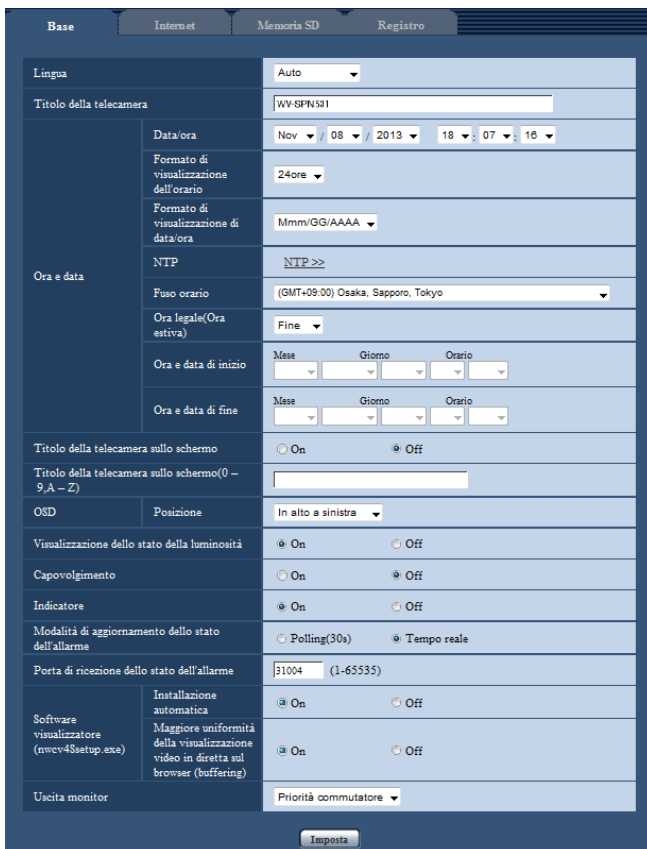 Base Internet Memoria SD Registro
Lingua Auto
Titolo della telecamera WV-SPN531
Ora e data
Data/ora Nov / 08 / 2013 18 : 07 : 16
Formato di
visualizzazione
dell'orario
24ore
Formato di
visualizzazione di
data/ora
Mmm/GG/AAAA
NTP NTP >>
Fuso orario (GMT+09:00) Osaka, Sapporo, Tokyo
Ora legale(Ora
estiva)
Fine
Ora e data di inizio
Mese Giorno Orario
Ora e data di fine
Mese Giorno Orario
Titolo della telecamera sullo schermo On Off
Titolo della telecamera sullo schermo(0 –
9,A – Z)
OSD Posizione In alto a sinistra
Visualizzazione dello stato della luminosità On Off
Capovolgimento On Off
Indicatore On Off
Modalità di aggiornamento dello stato
dell'allarme
Polling(30s) Tempo reale
Porta di ricezione dello stato dell'allarme 31004 (1-65535)
Software
visualizzatore
(nwcv4Ssetup.exe)
Installazione
automatica
On Off
Maggiore uniformità
della visualizzazione
video in diretta sul
browser (buffering)
On Off
Uscita monitor Priorità commutatore
Imposta